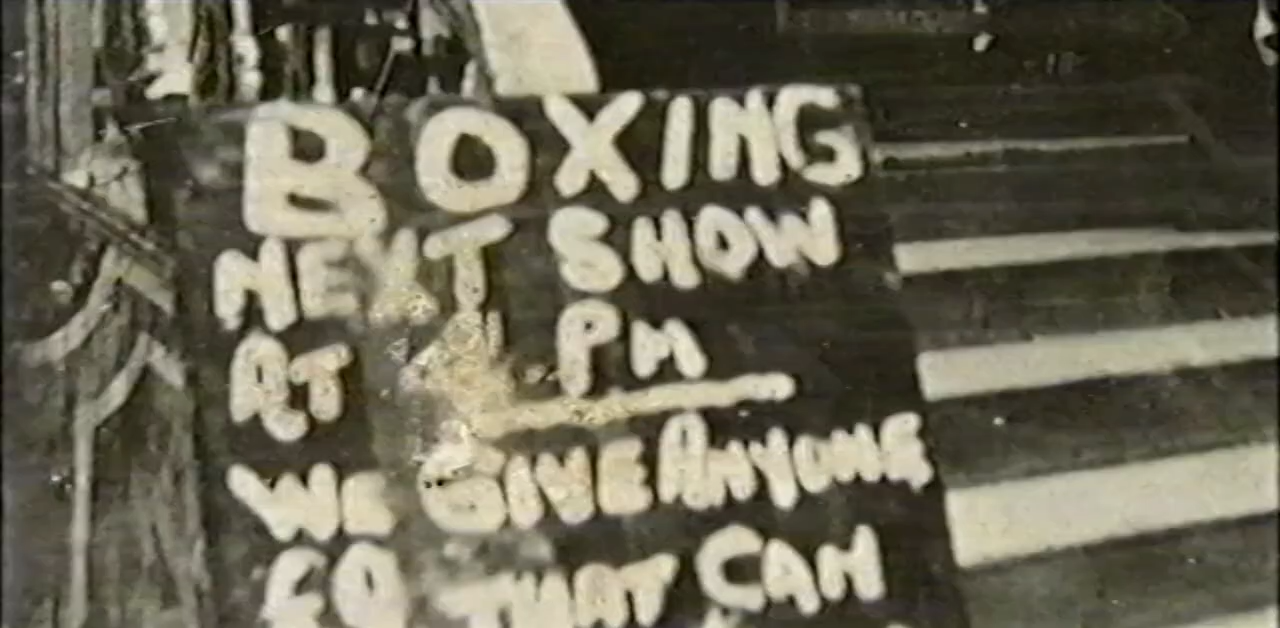 BOXING
NEXT SHOW
AT PM
WE GIVE ANYONE
THAT CAN